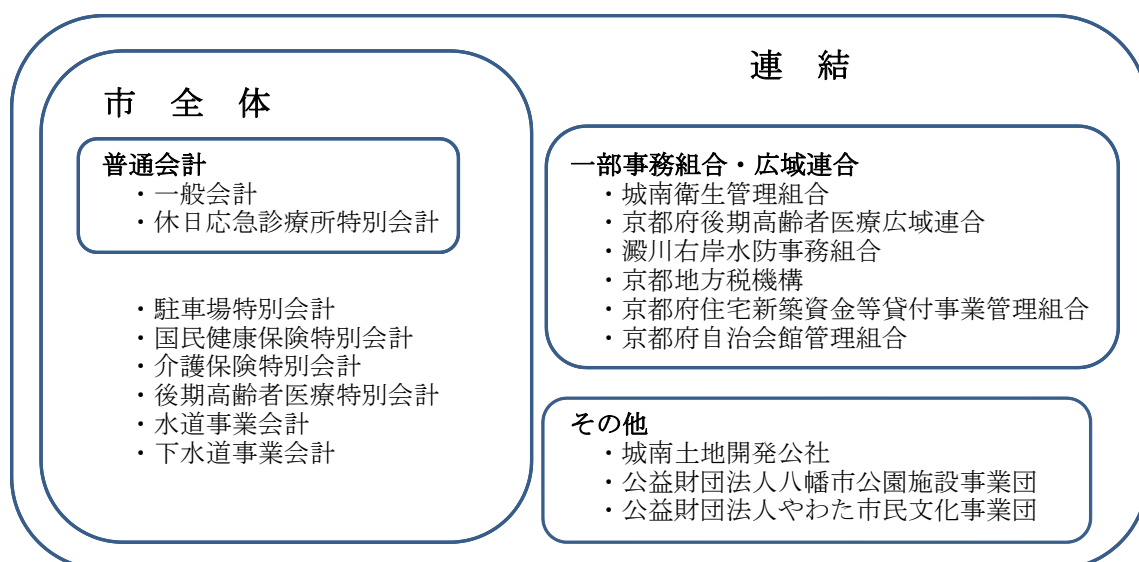 連 結
市 全 体
普通会計
・一般会計
・休日応急診療所特別会計
・駐車場特別会計
・国民健康保険特別会計
・介護保険特別会計
・後期高齢者医療特別会計
・水道事業会計
・下水道事業会計
一部事務組合・広域連合
・城南衛生管理組合
・京都府後期高齢者医療広域連合
・澱川右岸水防事務組合
・京都地方税機構
・京都府住宅新築資金等貸付事業管理組合
・京都府自治会館管理組合
その他
・城南土地開発公社
・公益財団法人八幡市公園施設事業団
・公益財団法人やわた市民文化事業団